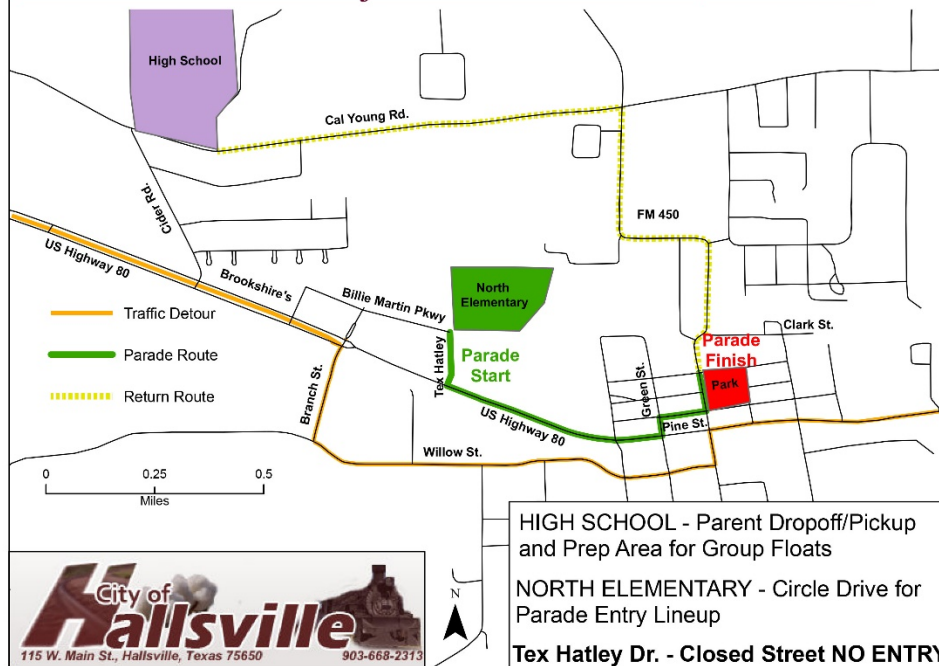 High School
Cal Young Rd.
Cider Rd.
FM 450
US Highway 80
Brookshire's
North
Elementary
Billie Martin Pkwy
Traffic Detour
Clark St.
Parade
Finish
Parade Route
Tex Hatley
Parade
Start
Green St.
Park
Return Route
Branch St.
US Highway 80
Pine St.
Willow St.
0 0.25 0.5
Miles
HIGH SCHOOL - Parent Dropoff/Pickup
and Prep Area for Group Floats
NORTH ELEMENTARY - Circle Drive for
Parade Entry Lineup
Tex Hatley Dr. - Closed Street NO ENTRY
N
City of
Hallsville
115 W. Main St., Hallsville, Texas 75650 903-668-2313